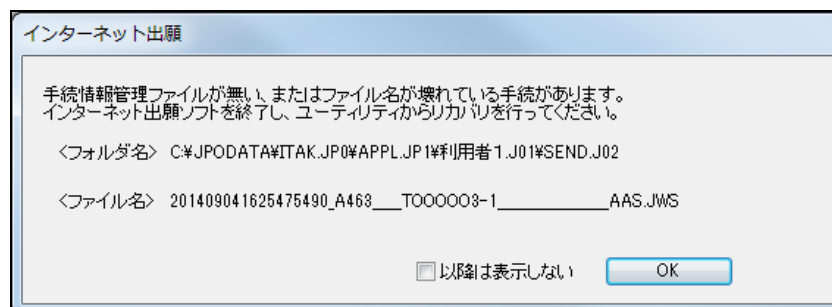 インターネット出願
手続情報管理ファイルが無い、またはファイル名が壊れている手続があります。
インターネット出願ソフトを終了し、ユーティリティからリカバリを行ってください。
<フォルダ名> C:¥JPODATA¥ITAK.JP0¥APPL.JP1¥利用者1.J01¥SEND.J02
<ファイル名> 201409041625475490_A463___TOOOOO3-1____________AAS.JWS
以降は表示しない
OK